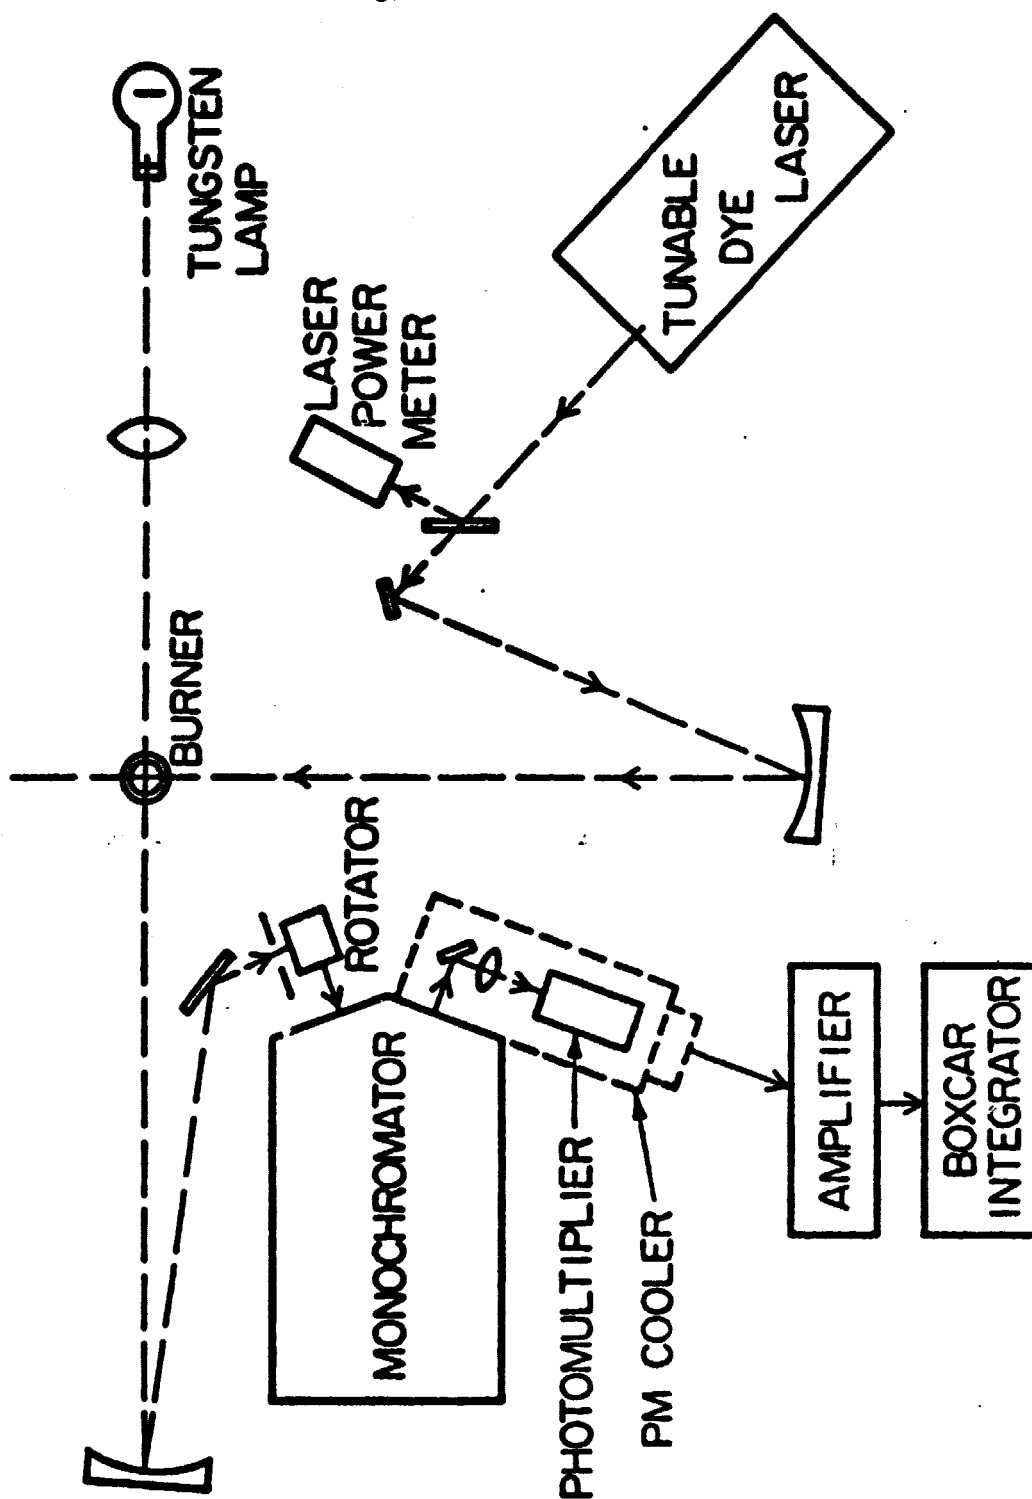 TUNGSTEN
LAMP
LASER
POWER
METER
TUNABLE
DYE
LASER
BURNER
ROTATOR
MONOCHROMATOR
PHOTOMULTIPLIER
PM COOLER
AMPLIFIER
BOXCAR
INTEGRATOR